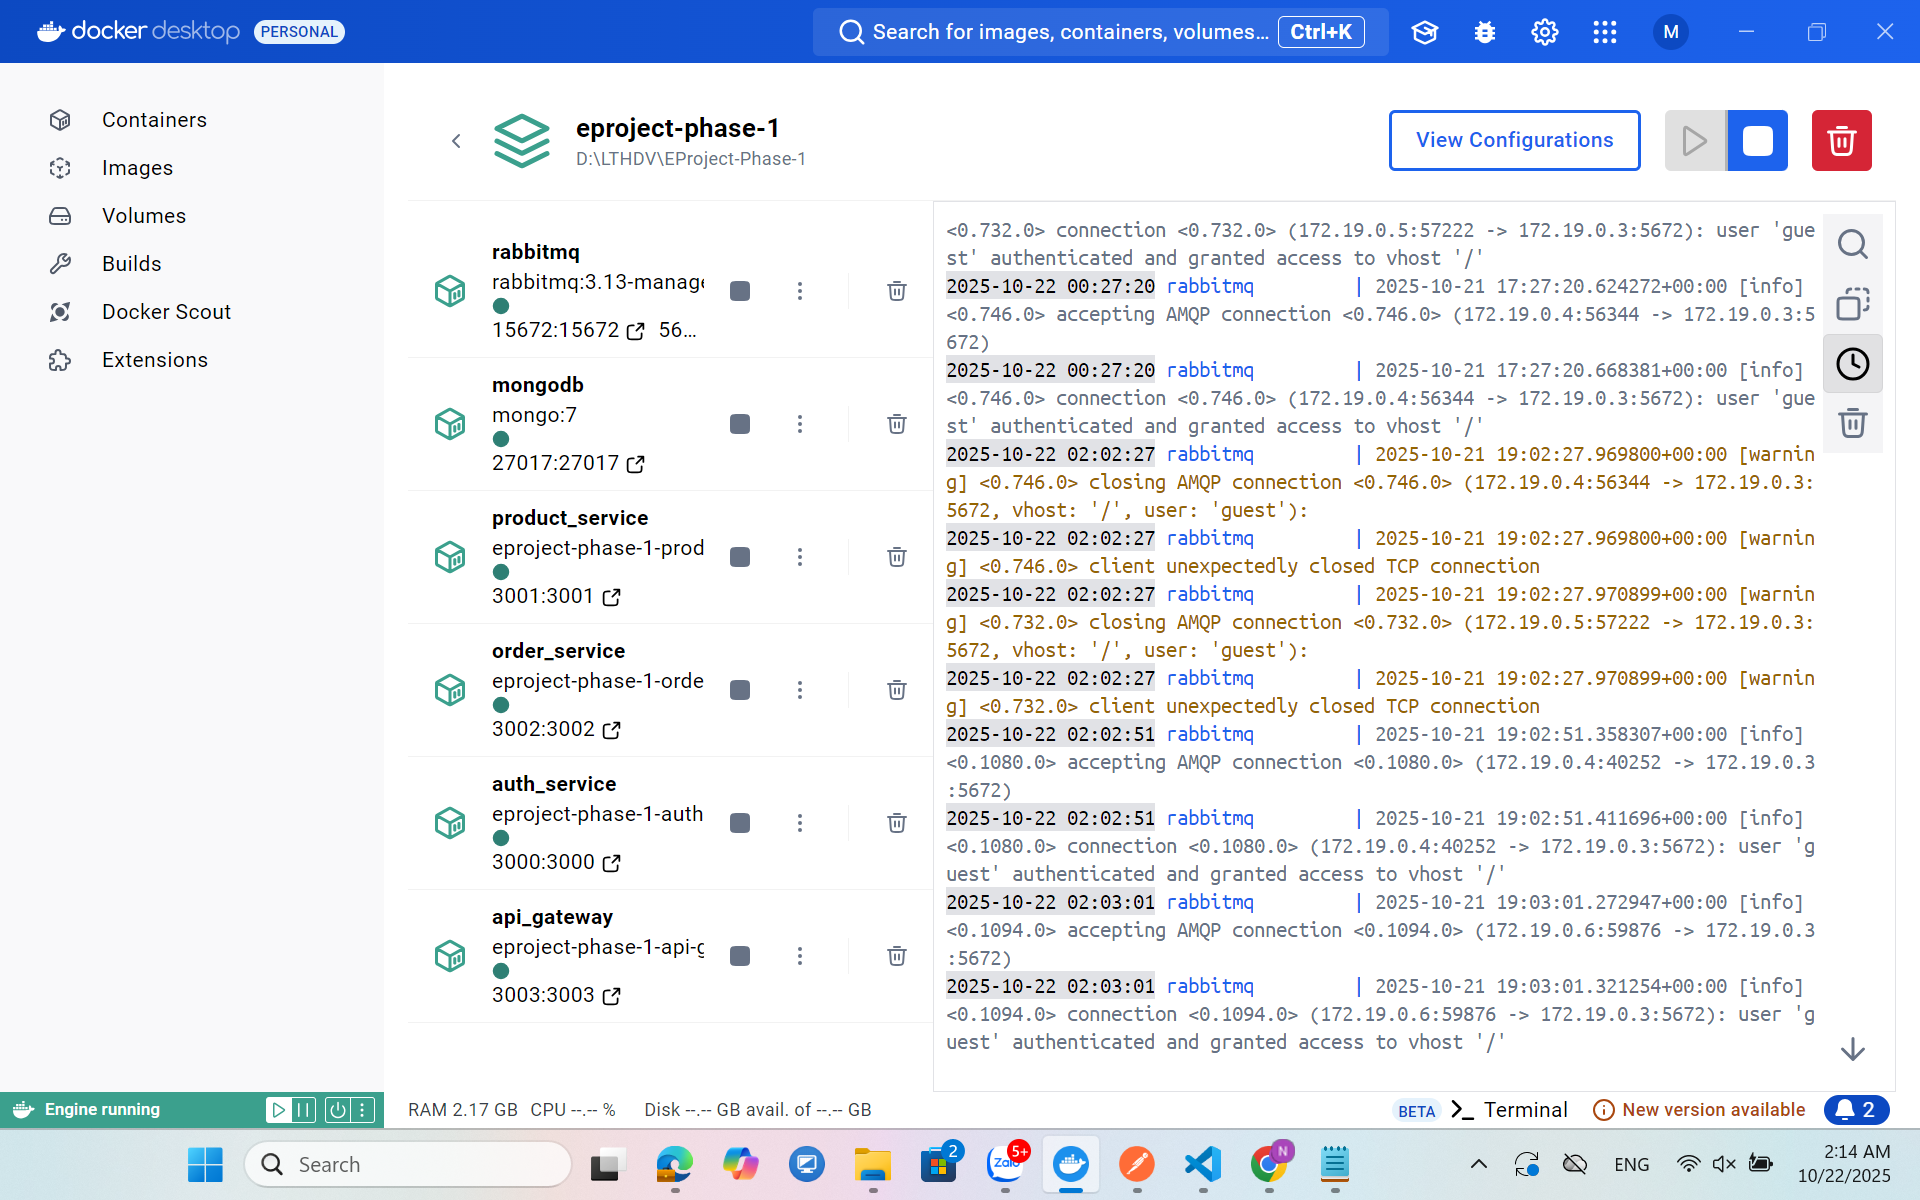 docker desktop PERSONAL
Search for images, containers, volumes... Ctrl+K
M
Containers
Images
Volumes
Builds
Docker Scout
Extensions
eproject-phase-1
D:\LTHDV\EProject-Phase-1
View Configurations
rabbitmq
rabbitmq:3.13-manage
15672:15672 56...
mongodb
mongo:7
27017:27017
product_service
eproject-phase-1-prod
3001:3001
order_service
eproject-phase-1-orde
3002:3002
auth_service
eproject-phase-1-auth
3000:3000
api_gateway
eproject-phase-1-api-g
3003:3003
<0.732.0> connection <0.732.0> (172.19.0.5:57222 -> 172.19.0.3:5672): user 'gue
st' authenticated and granted access to vhost '/'
2025-10-22 00:27:20 rabbitmq | 2025-10-21 17:27:20.624272+00:00 [info]
<0.746.0> accepting AMQP connection <0.746.0> (172.19.0.4:56344 -> 172.19.0.3:5
672)
2025-10-22 00:27:20 rabbitmq | 2025-10-21 17:27:20.668381+00:00 [info]
<0.746.0> connection <0.746.0> (172.19.0.4:56344 -> 172.19.0.3:5672): user 'gue
st' authenticated and granted access to vhost '/'
2025-10-22 02:02:27 rabbitmq | 2025-10-21 19:02:27.969800+00:00 [warnin
g] <0.746.0> closing AMQP connection <0.746.0> (172.19.0.4:56344 -> 172.19.0.3:
5672, vhost: '/', user: 'guest'):
2025-10-22 02:02:27 rabbitmq | 2025-10-21 19:02:27.969800+00:00 [warnin
g] <0.746.0> client unexpectedly closed TCP connection
2025-10-22 02:02:27 rabbitmq | 2025-10-21 19:02:27.970899+00:00 [warnin
g] <0.732.0> closing AMQP connection <0.732.0> (172.19.0.5:57222 -> 172.19.0.3:
5672, vhost: '/', user: 'guest'):
2025-10-22 02:02:27 rabbitmq | 2025-10-21 19:02:27.970899+00:00 [warnin
g] <0.732.0> client unexpectedly closed TCP connection
2025-10-22 02:02:51 rabbitmq | 2025-10-21 19:02:51.358307+00:00 [info]
<0.1080.0> accepting AMQP connection <0.1080.0> (172.19.0.4:40252 -> 172.19.0.3
:5672)
2025-10-22 02:02:51 rabbitmq | 2025-10-21 19:02:51.411696+00:00 [info]
<0.1080.0> connection <0.1080.0> (172.19.0.4:40252 -> 172.19.0.3:5672): user 'g
uest' authenticated and granted access to vhost '/'
2025-10-22 02:03:01 rabbitmq | 2025-10-21 19:03:01.272947+00:00 [info]
<0.1094.0> accepting AMQP connection <0.1094.0> (172.19.0.6:59876 -> 172.19.0.3
:5672)
2025-10-22 02:03:01 rabbitmq | 2025-10-21 19:03:01.321254+00:00 [info]
<0.1094.0> connection <0.1094.0> (172.19.0.6:59876 -> 172.19.0.3:5672): user 'g
uest' authenticated and granted access to vhost '/'
Engine running
RAM 2.17 GB CPU --.-- % Disk --.-- GB avail. of --.-- GB
BETA Terminal New version available 2
Search
2
Zalo 5+
N
ENG
2:14 AM
10/22/2025